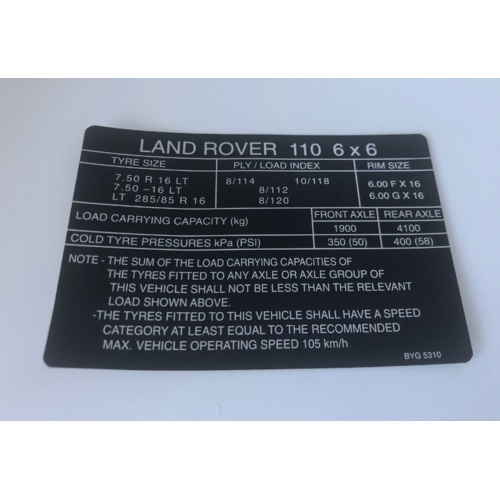 LAND ROVER 110 6 x 6
TYRE SIZE PLY / LOAD INDEX RIM SIZE
7.50 R 16 LT 8/114 10/118 6.00 F X 16
7.50 -16 LT 8/112 6.00 G X 16
LT 285/85 R 16 8/120
FRONT AXLE REAR AXLE
LOAD CARRYING CAPACITY (kg) 1900 4100
COLD TYRE PRESSURES kPa (PSI) 350 (50) 400 (58)
NOTE - THE SUM OF THE LOAD CARRYING CAPACITIES OF
THE TYRES FITTED TO ANY AXLE OR AXLE GROUP OF
THIS VEHICLE SHALL NOT BE LESS THAN THE RELEVANT
LOAD SHOWN ABOVE.
-THE TYRES FITTED TO THIS VEHICLE SHALL HAVE A SPEED
CATEGORY AT LEAST EQUAL TO THE RECOMMENDED
MAX. VEHICLE OPERATING SPEED 105 km/h
BYG 5310